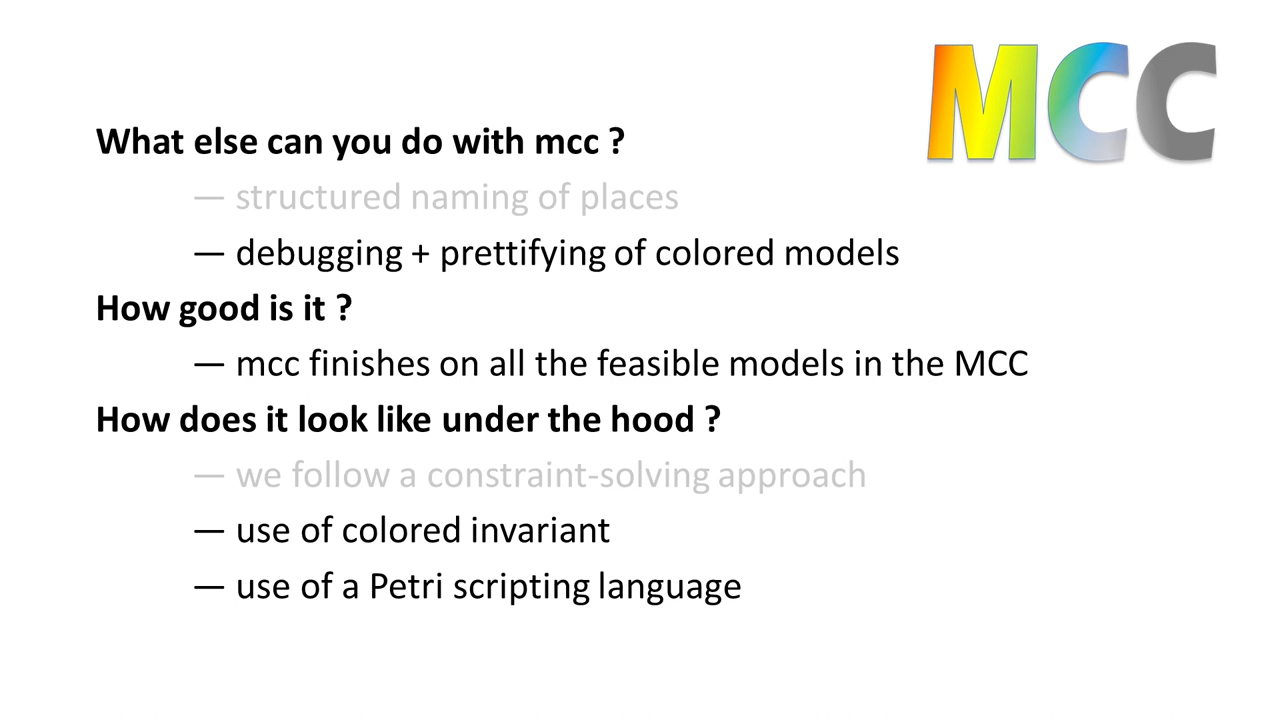 MCC
What else can you do with mcc ?
— structured naming of places
— debugging + prettifying of colored models
How good is it ?
— mcc finishes on all the feasible models in the MCC
How does it look like under the hood ?
— we follow a constraint-solving approach
— use of colored invariant
— use of a Petri scripting language